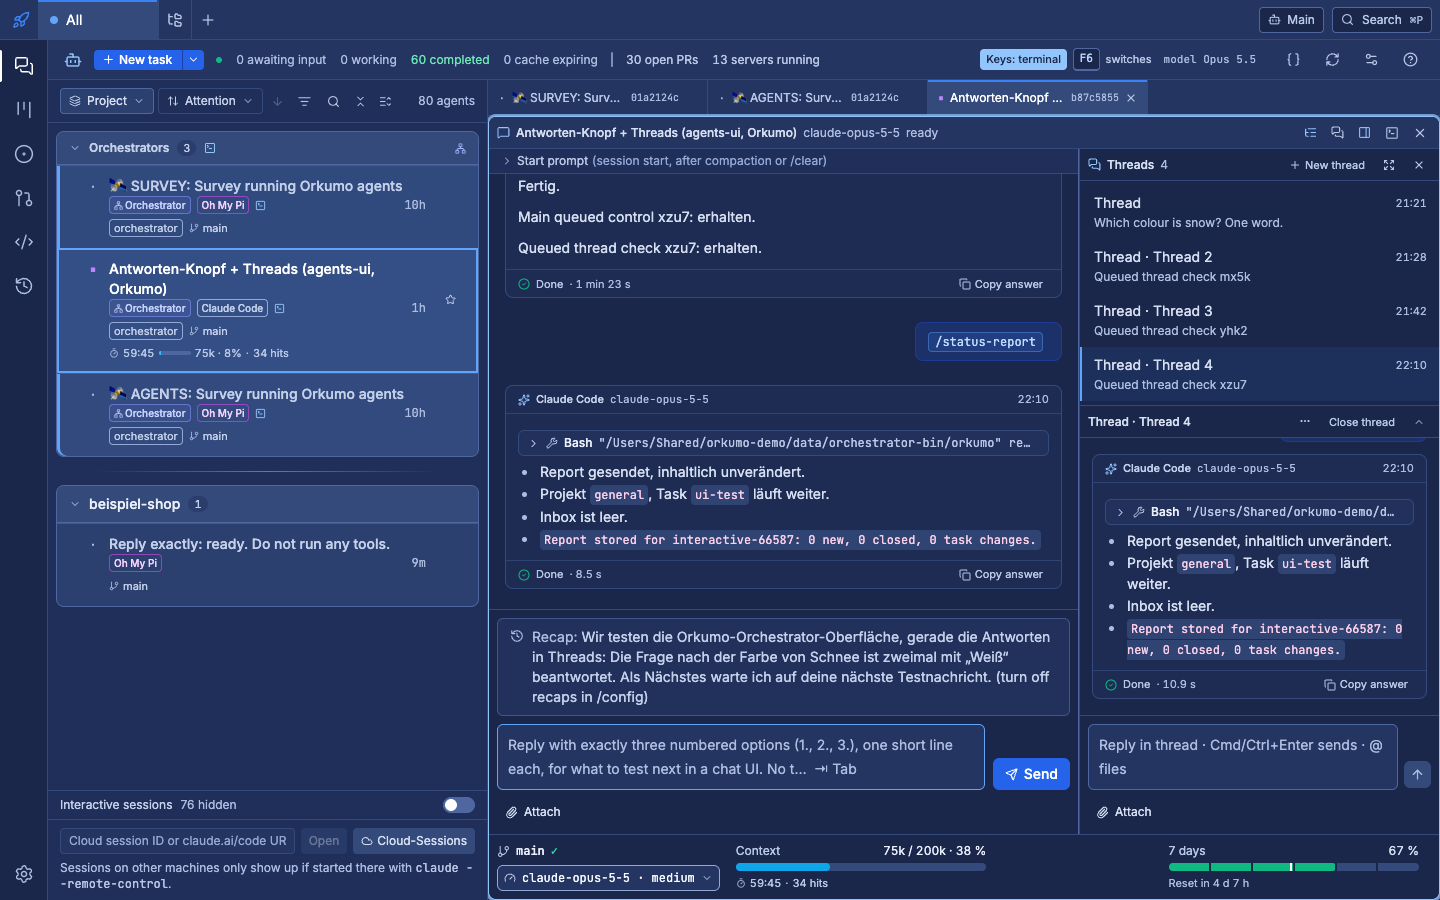 All
Main
Search ⌘P
+ New task
0 awaiting input
0 working
60 completed
0 cache expiring
30 open PRs
13 servers running
Keys: terminal
F6
switches
model Opus 5.5
Project
Attention
80 agents
SURVEY: Surv... 01a2124c
AGENTS: Surv... 01a2124c
Antworten-Knopf ... b87c5855
Orchestrators 3
SURVEY: Survey running Orkumo agents
Orchestrator Oh My Pi 10h
orchestrator main
Antworten-Knopf + Threads (agents-ui,
Orkumo)
Orchestrator Claude Code 1h
orchestrator main
59:45 75k · 8% · 34 hits
AGENTS: Survey running Orkumo agents
Orchestrator Oh My Pi 10h
orchestrator main
beispiel-shop 1
Reply exactly: ready. Do not run any tools.
Oh My Pi 9m
main
Interactive sessions 76 hidden
Cloud session ID or claude.ai/code UR
Open
Cloud-Sessions
Sessions on other machines only show up if started there with claude -
-remote-control.
Antworten-Knopf + Threads (agents-ui, Orkumo) claude-opus-5-5 ready
Start prompt (session start, after compaction or /clear)
Fertig.
Main queued control xzu7: erhalten.
Queued thread check xzu7: erhalten.
Done · 1 min 23 s
Copy answer
/status-report
Claude Code claude-opus-5-5 22:10
Bash "/Users/Shared/orkumo-demo/data/orchestrator-bin/orkumo" re…
Report gesendet, inhaltlich unverändert.
Projekt general, Task ui-test läuft weiter.
Inbox ist leer.
Report stored for interactive-66587: 0 new, 0 closed, 0 task changes.
Done · 8.5 s
Copy answer
Recap: Wir testen die Orkumo-Orchestrator-Oberfläche, gerade die Antworten
in Threads: Die Frage nach der Farbe von Schnee ist zweimal mit „Weiß“
beantwortet. Als Nächstes warte ich auf deine nächste Testnachricht. (turn off
recaps in /config)
Reply with exactly three numbered options (1., 2., 3.), one short line
each, for what to test next in a chat UI. No t... Tab
Send
Attach
main ✓
claude-opus-5-5 · medium
Context 75k / 200k · 38 %
59:45 · 34 hits
7 days 67 %
Reset in 4 d 7 h
Threads 4
+ New thread
Thread 21:21
Which colour is snow? One word.
Thread · Thread 2 21:28
Queued thread check mx5k
Thread · Thread 3 21:42
Queued thread check yhk2
Thread · Thread 4 22:10
Queued thread check xzu7
Thread · Thread 4
Close thread
Claude Code claude-opus-5-5 22:10
Bash "/Users/Shared/orkumo-demo/d…
Report gesendet, inhaltlich unverändert.
Projekt general, Task ui-test läuft
weiter.
Inbox ist leer.
Report stored for interactive-66587: 0
new, 0 closed, 0 task changes.
Done · 10.9 s
Copy answer
Reply in thread · Cmd/Ctrl+Enter sends · @
files
Attach